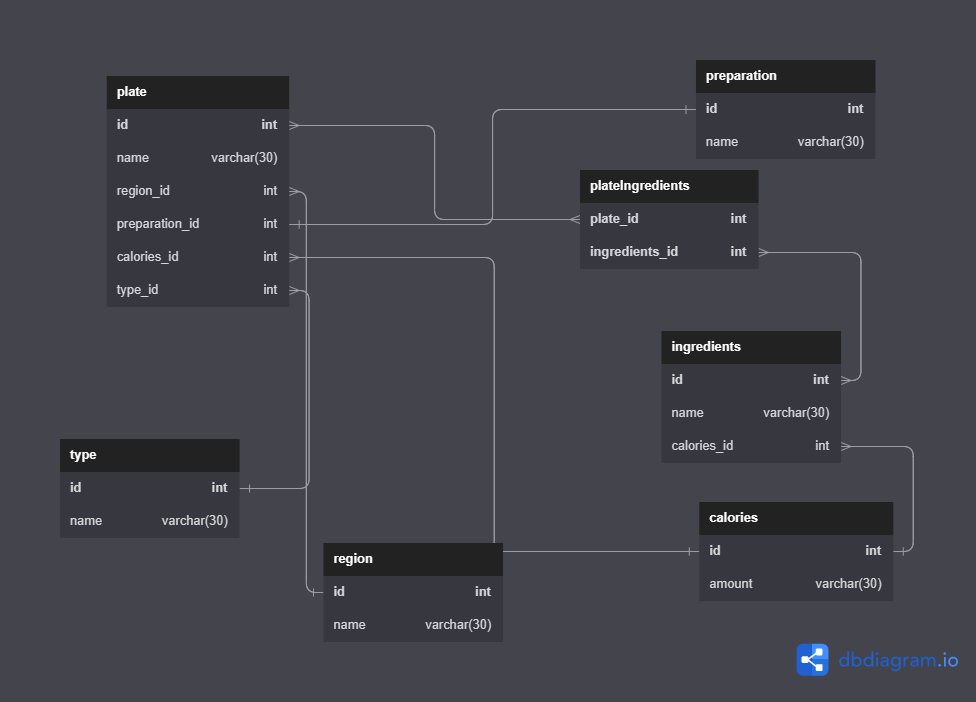 plate
id int
name varchar(30)
region_id int
preparation_id int
calories_id int
type_id int
preparation
id int
name varchar(30)
plateIngredients
plate_id int
ingredients_id int
ingredients
id int
name varchar(30)
calories_id int
type
id int
name varchar(30)
calories
id int
amount varchar(30)
region
id int
name varchar(30)
dbdiagram.io